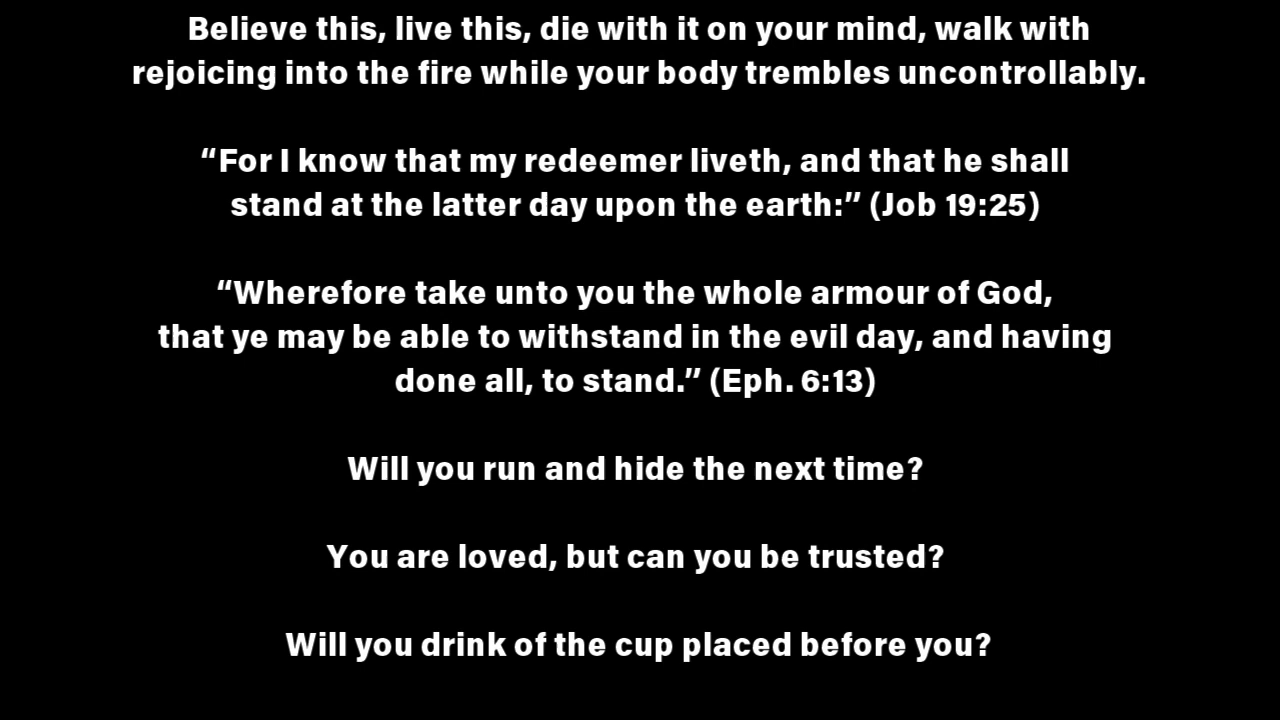 Believe this, live this, die with it on your mind, walk with
rejoicing into the fire while your body trembles uncontrollably.
“For I know that my redeemer liveth, and that he shall
stand at the latter day upon the earth:” (Job 19:25)
“Wherefore take unto you the whole armour of God,
that ye may be able to withstand in the evil day, and having
done all, to stand.” (Eph. 6:13)
Will you run and hide the next time?
You are loved, but can you be trusted?
Will you drink of the cup placed before you?